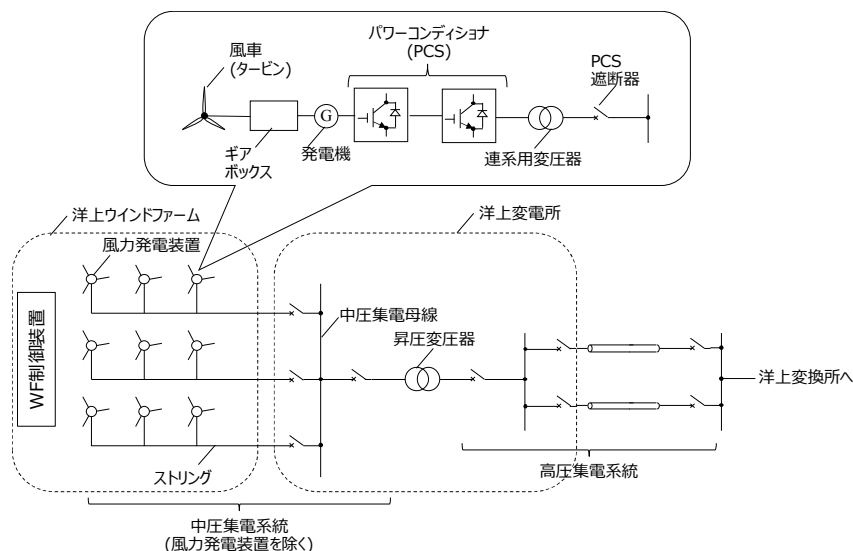 パワーコンディショナ
(PCS)
風車
(タービン)
PCS
遮断器
G
ギア
ボックス
発電機
連系用変圧器
洋上ウインドファーム
洋上変電所
風力発電装置
WF制御装置
中圧集電母線
昇圧変圧器
洋上変換所へ
ストリング
高圧集電系統
中圧集電系統
(風力発電装置を除く)